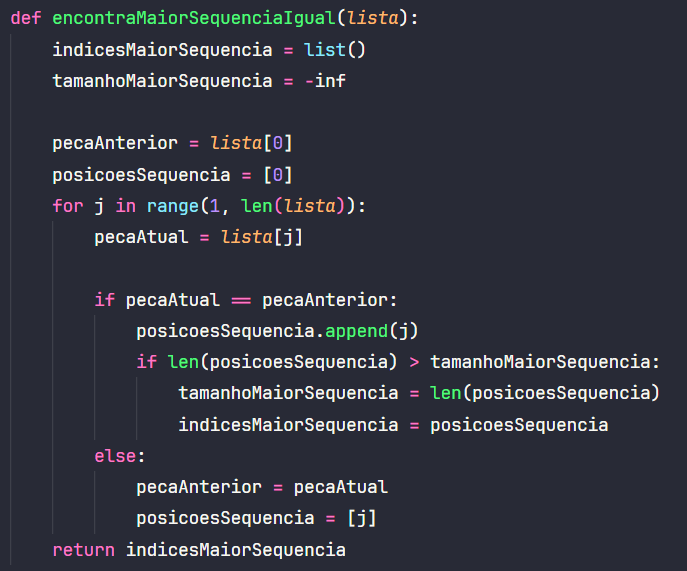 def encontraMaiorSequenciaIgual(lista):
    indicesMaiorSequencia = list()
    tamanhoMaiorSequencia = -inf

    pecaAnterior = lista[0]
    posicoesSequencia = [0]
    for j in range(1, len(lista)):
        pecaAtual = lista[j]

        if pecaAtual == pecaAnterior:
            posicoesSequencia.append(j)
            if len(posicoesSequencia) > tamanhoMaiorSequencia:
                tamanhoMaiorSequencia = len(posicoesSequencia)
                indicesMaiorSequencia = posicoesSequencia
        else:
            pecaAnterior = pecaAtual
            posicoesSequencia = [j]
    return indicesMaiorSequencia